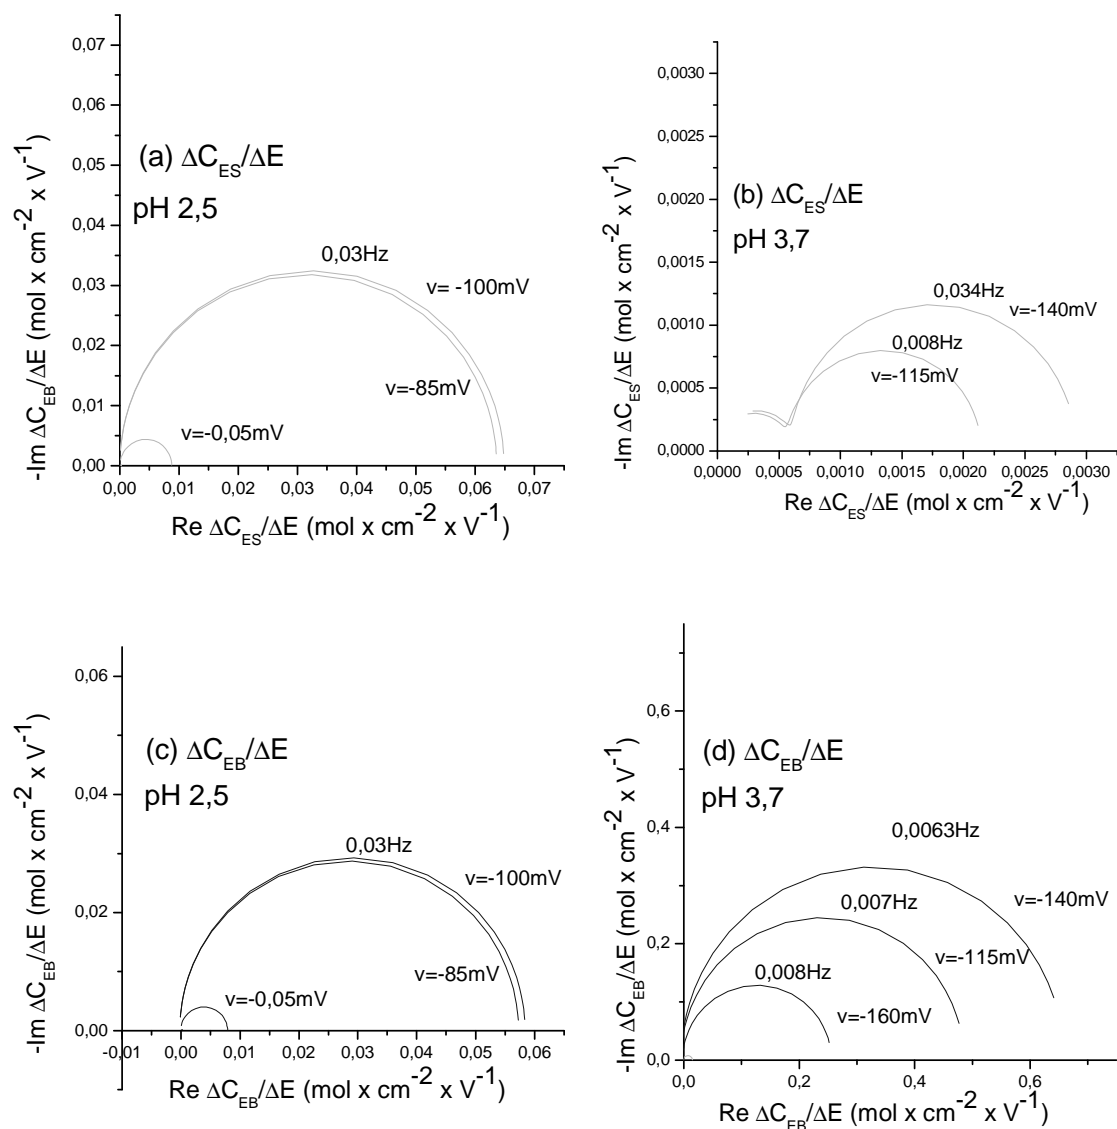 0,07
0,06
0,05
0,04
0,03
0,02
0,01
0,00
-Im ΔC_EB/ΔE (mol x cm^-2 x V^-1)
(a) ΔC_ES/ΔE
pH 2,5
0,03Hz
v= -100mV
v=-85mV
v=-0,05mV
0,00 0,01 0,02 0,03 0,04 0,05 0,06 0,07
Re ΔC_ES/ΔE (mol x cm^-2 x V^-1)
0,0030
0,0025
0,0020
0,0015
0,0010
0,0005
0,0000
-Im ΔC_ES/ΔE (mol x cm^-2 x V^-1)
(b) ΔC_ES/ΔE
pH 3,7
0,034Hz
v=-140mV
0,008Hz
v=-115mV
0,0000 0,0005 0,0010 0,0015 0,0020 0,0025 0,0030
Re ΔC_ES/ΔE (mol x cm^-2 x V^-1)
0,06
0,04
0,02
0,00
-Im ΔC_EB/ΔE (mol x cm^-2 x V^-1)
(c) ΔC_EB/ΔE
pH 2,5
0,03Hz
v=-100mV
v=-85mV
v=-0,05mV
-0,01 0,00 0,01 0,02 0,03 0,04 0,05 0,06
Re ΔC_EB/ΔE (mol x cm^-2 x V^-1)
0,6
0,4
0,2
0,0
-Im ΔC_EB/ΔE (mol x cm^-2 x V^-1)
(d) ΔC_EB/ΔE
pH 3,7
0,0063Hz
v=-140mV
0,007Hz
v=-115mV
0,008Hz
v=-160mV
0,0 0,2 0,4 0,6
Re ΔC_EB/ΔE (mol x cm^-2 x V^-1)